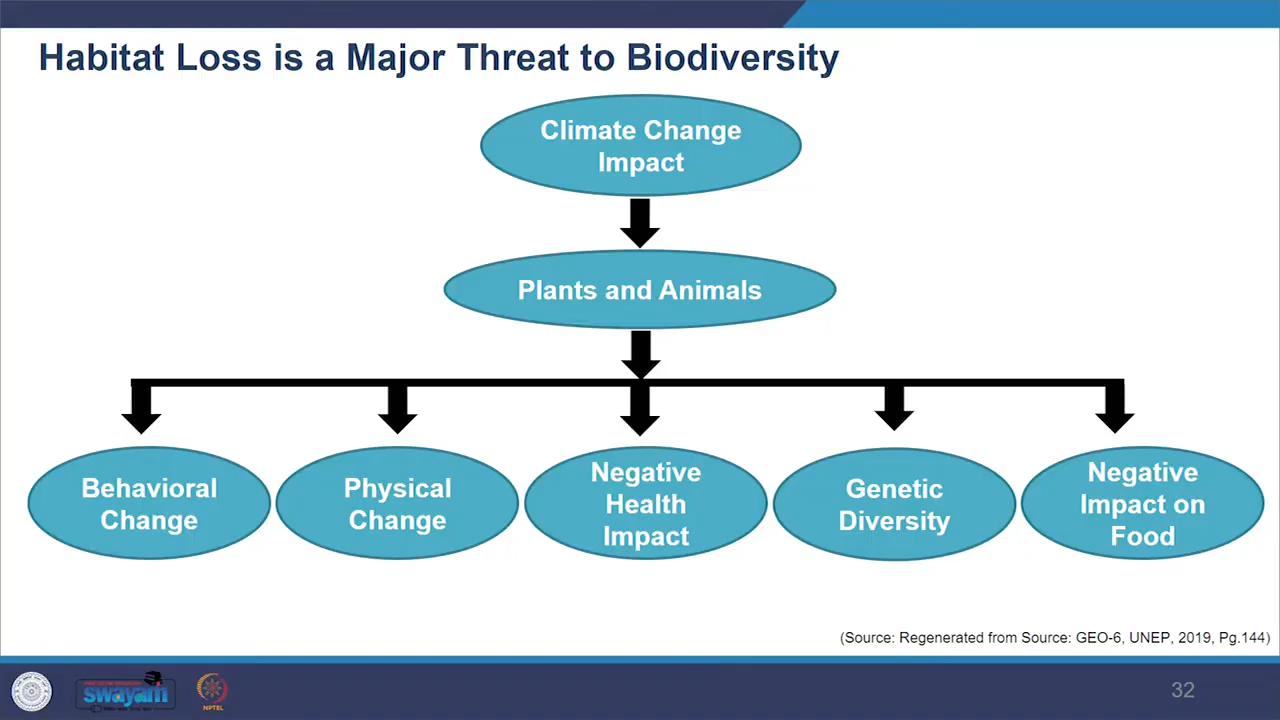 Habitat Loss is a Major Threat to Biodiversity
Climate Change
Impact
Plants and Animals
Behavioral
Change
Physical
Change
Negative
Health
Impact
Genetic
Diversity
Negative
Impact on
Food
(Source: Regenerated from Source: GEO-6, UNEP, 2019, Pg.144)
swayam
NPTEL
32